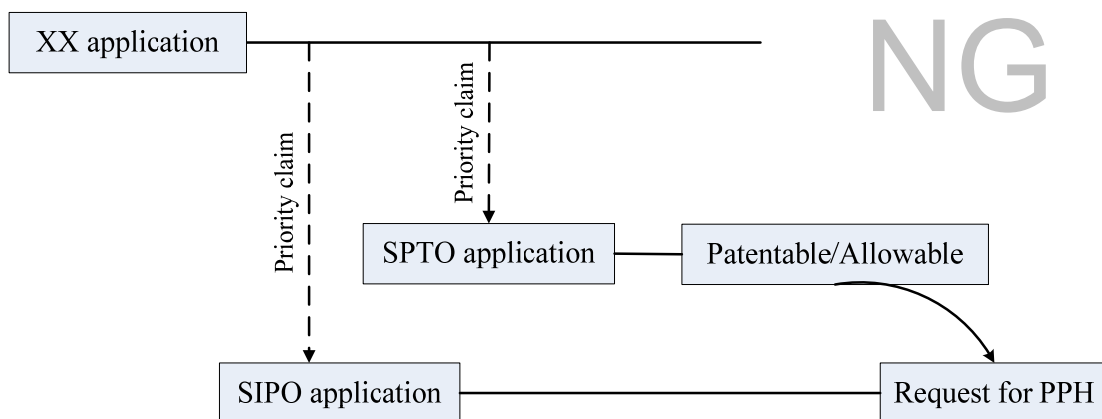 XX application
NG
Priority claim
Priority claim
SPTO application
Patentable/Allowable
SIPO application
Request for PPH